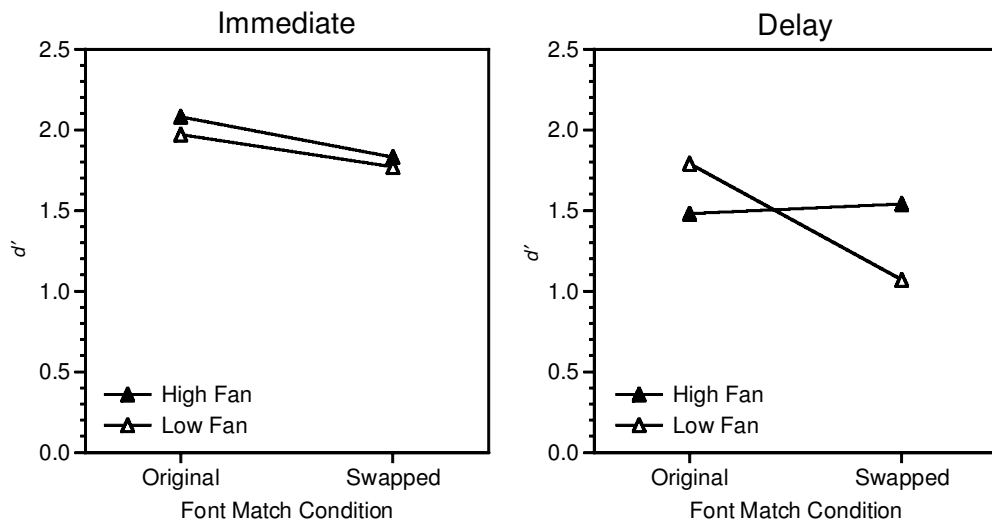 Immediate
2.5
2.0
1.5
1.0
0.5
0.0
d′
High Fan
Low Fan
Original Swapped
Font Match Condition
Delay
2.5
2.0
1.5
1.0
0.5
0.0
d′
High Fan
Low Fan
Original Swapped
Font Match Condition